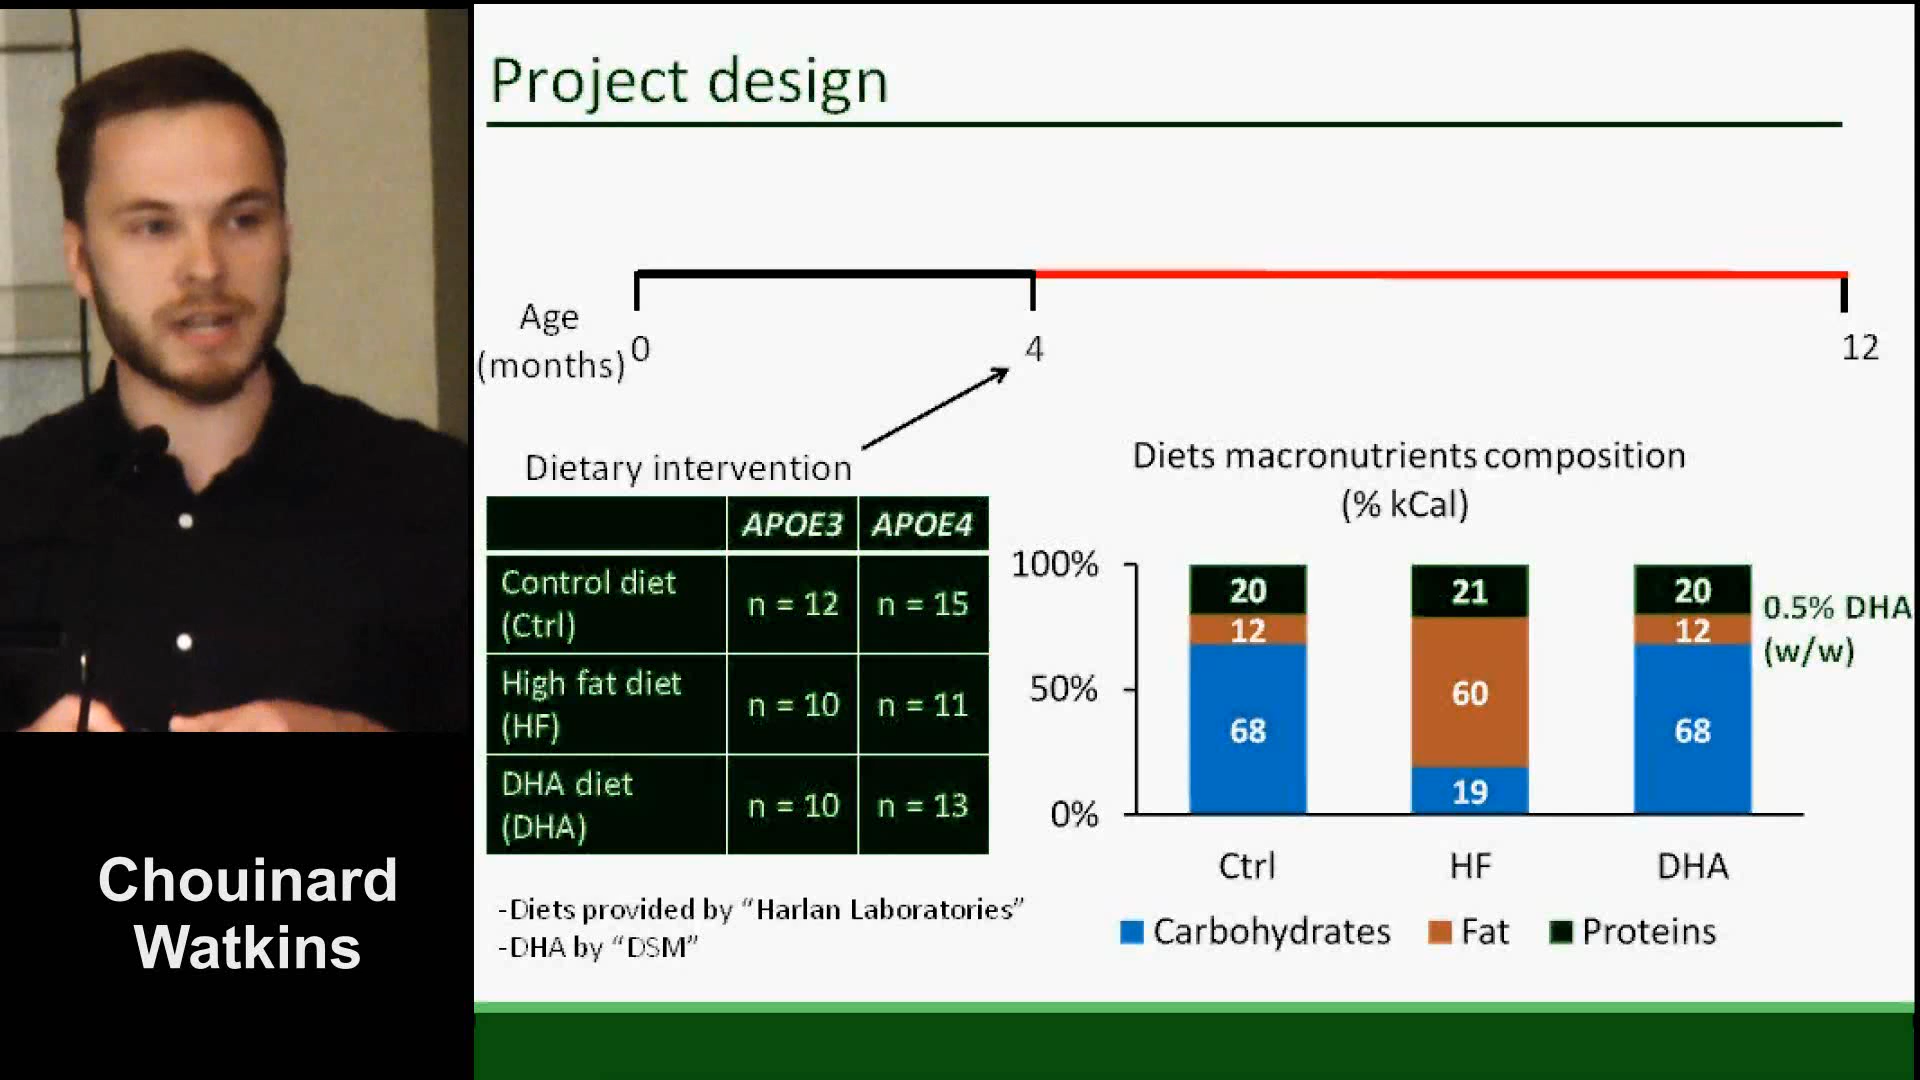 Project design
Age
(months)
0
4
12
Dietary intervention
APOE3 APOE4
Control diet
(Ctrl)
n = 12 n = 15
High fat diet
(HF)
n = 10 n = 11
DHA diet
(DHA)
n = 10 n = 13
-Diets provided by “Harlan Laboratories”
-DHA by “DSM”
Diets macronutrients composition
(% kCal)
100%
50%
0%
20
12
68
21
60
19
20
12
68
0.5% DHA
(w/w)
Ctrl HF DHA
Carbohydrates Fat Proteins
Chouinard
Watkins